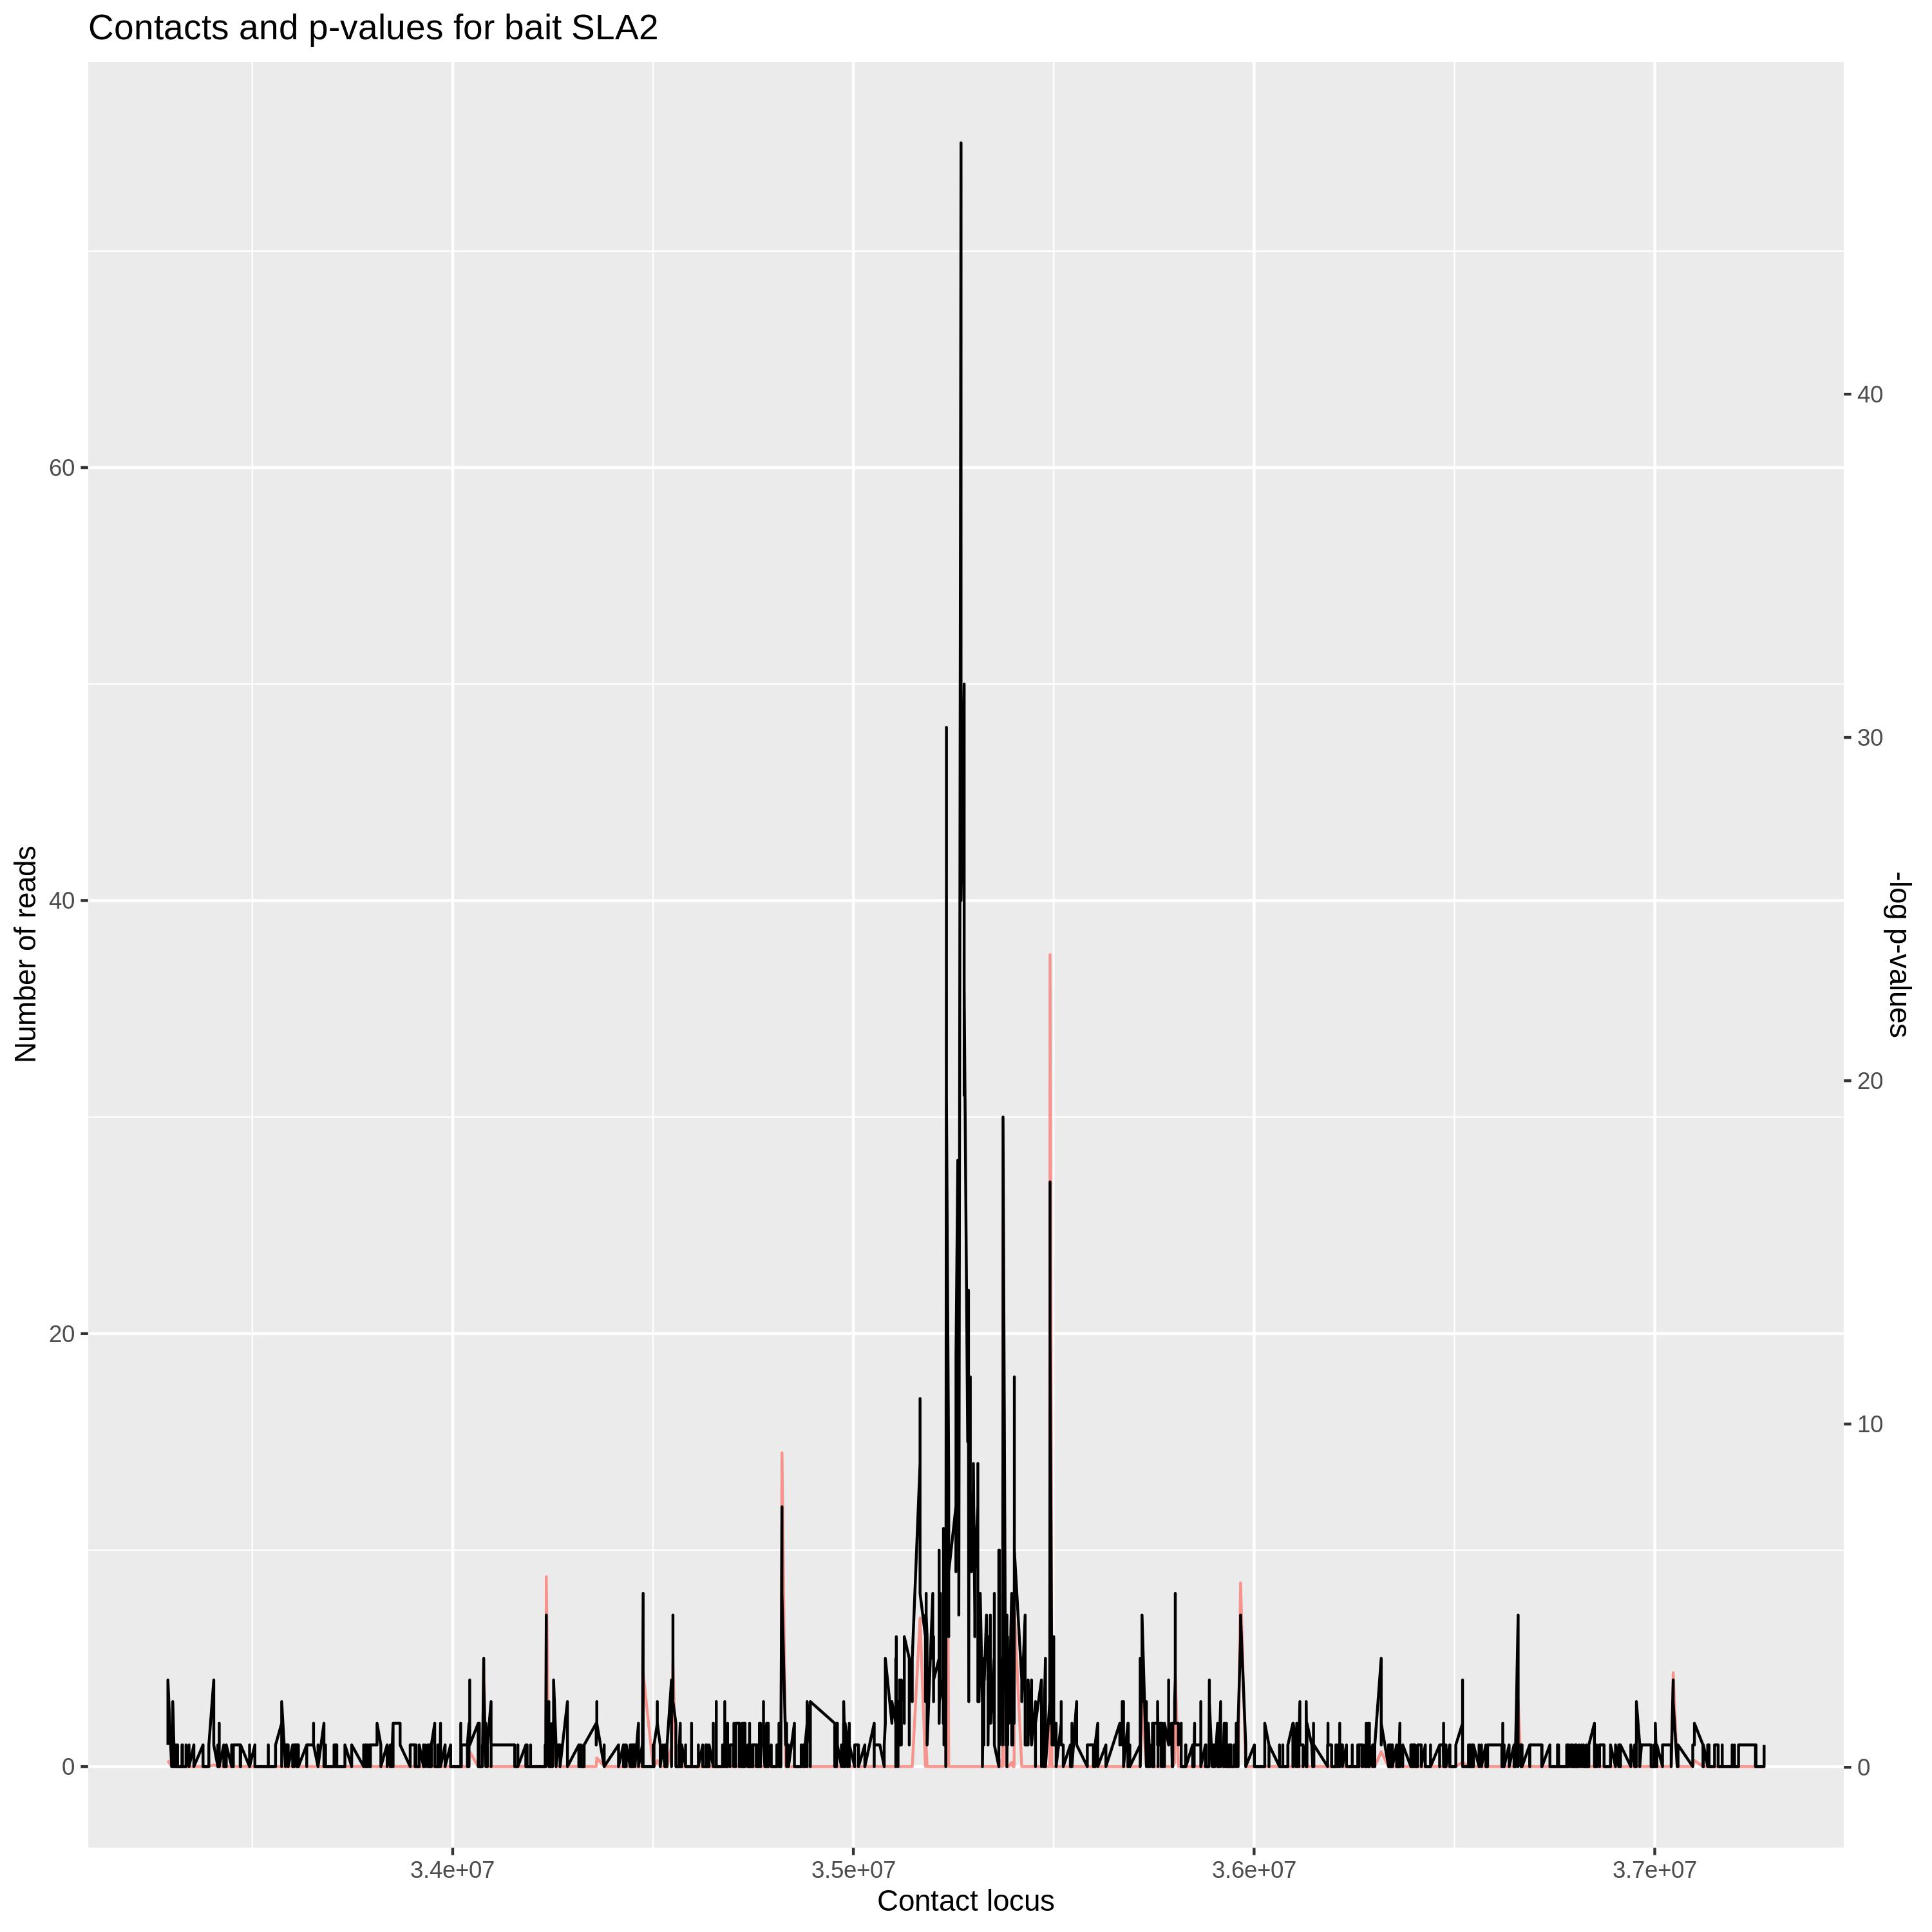 Contacts and p-values for bait SLA2
60
40
20
0
Number of reads
40
30
20
10
0
-log p-values
3.4e+07
3.5e+07
3.6e+07
3.7e+07
Contact locus